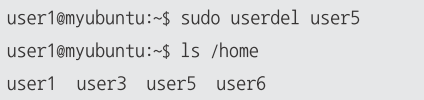 user1@myubuntu:~$ sudo userdel user5
user1@myubuntu:~$ ls /home
user1  user3  user5  user6